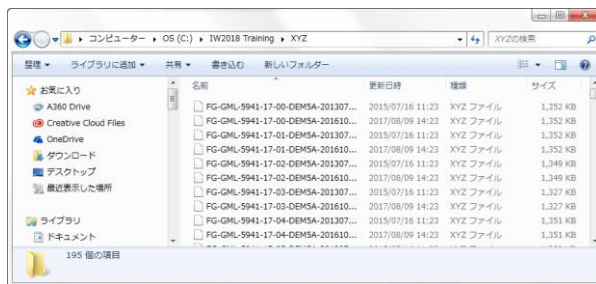 コンピューター ▸ OS (C:) ▸ IW2018 Training ▸ XYZ
XYZの検索
整理 ライブラリに追加 共有 書き込む 新しいフォルダー
お気に入り
A360 Drive
Creative Cloud Files
OneDrive
ダウンロード
デスクトップ
最近表示した場所
ライブラリ
ドキュメント
名前 更新日時 種類 サイズ
FG-GML-5941-17-00-DEM5A-201307... 2015/07/16 11:23 XYZ ファイル 1,352 KB
FG-GML-5941-17-00-DEM5A-201610... 2017/08/09 14:23 XYZ ファイル 1,352 KB
FG-GML-5941-17-01-DEM5A-201307... 2015/07/16 11:23 XYZ ファイル 1,352 KB
FG-GML-5941-17-01-DEM5A-201610... 2017/08/09 14:23 XYZ ファイル 1,352 KB
FG-GML-5941-17-02-DEM5A-201307... 2015/07/16 11:23 XYZ ファイル 1,349 KB
FG-GML-5941-17-02-DEM5A-201610... 2017/08/09 14:23 XYZ ファイル 1,349 KB
FG-GML-5941-17-03-DEM5A-201307... 2015/07/16 11:23 XYZ ファイル 1,327 KB
FG-GML-5941-17-03-DEM5A-201610... 2017/08/09 14:23 XYZ ファイル 1,327 KB
FG-GML-5941-17-04-DEM5A-201307... 2015/07/16 11:23 XYZ ファイル 1,351 KB
FG-GML-5941-17-04-DEM5A-201610... 2017/08/09 14:23 XYZ ファイル 1,351 KB
195 個の項目